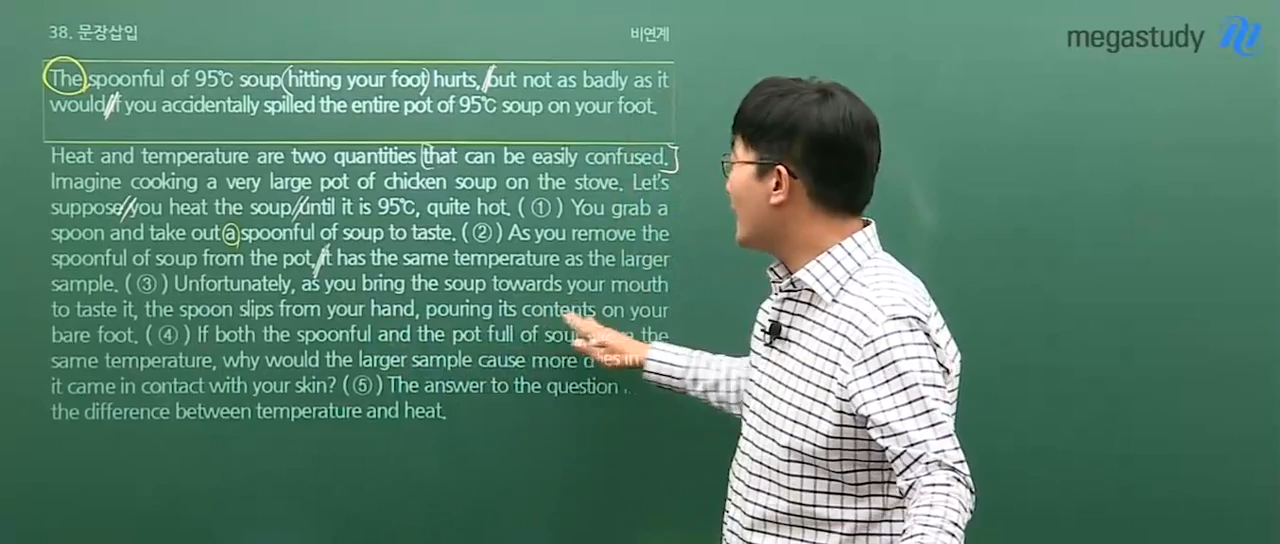 38. 문장삽입
비연계
megastudy
The spoonful of 95℃ soup hitting your foot hurts, but not as badly as it
would if you accidentally spilled the entire pot of 95℃ soup on your foot.
Heat and temperature are two quantities that can be easily confused.
Imagine cooking a very large pot of chicken soup on the stove. Let's
suppose you heat the soup until it is 95℃, quite hot. ( ① ) You grab a
spoon and take out a spoonful of soup to taste. ( ② ) As you remove the
spoonful of soup from the pot, it has the same temperature as the larger
sample. ( ③ ) Unfortunately, as you bring the soup towards your mouth
to taste it, the spoon slips from your hand, pouring its contents on your
bare foot. ( ④ ) If both the spoonful and the pot full of the
same temperature, why would the larger sample cause more
it came in contact with your skin? ( ⑤ ) The answer to the question
the difference between temperature and heat.